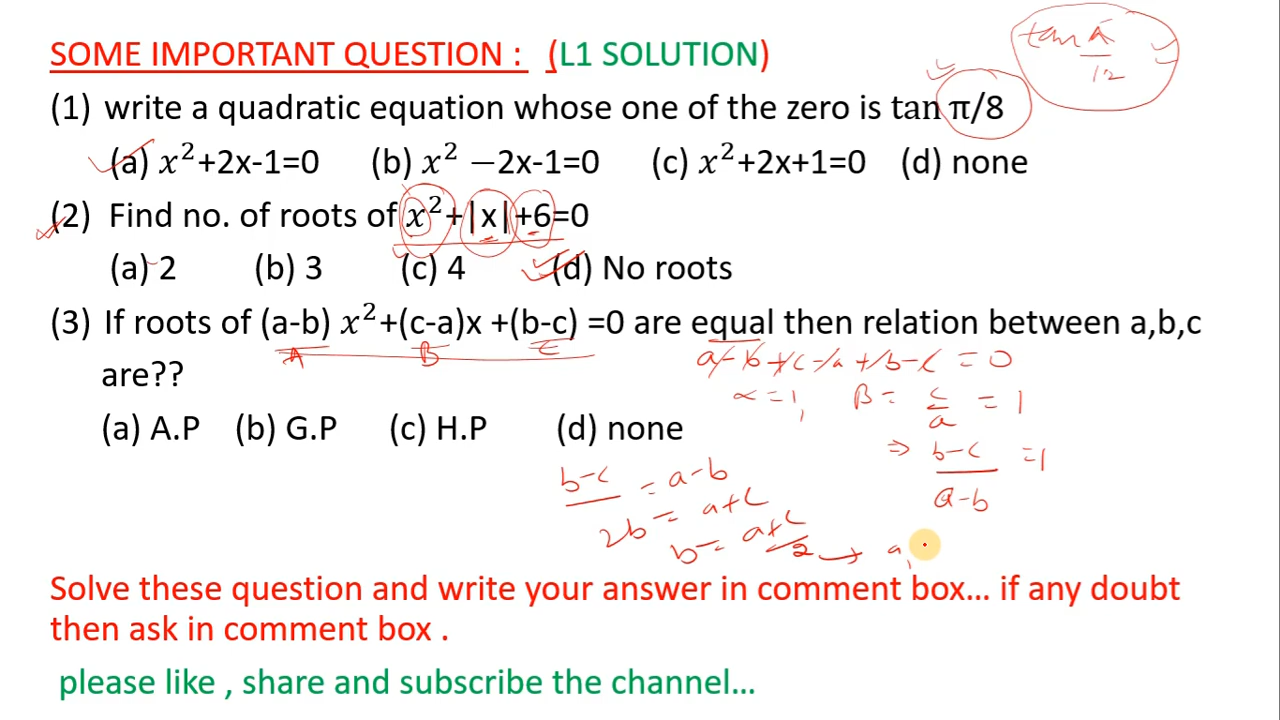 SOME IMPORTANT QUESTION : (L1 SOLUTION)
tan π/12
(1) write a quadratic equation whose one of the zero is tan π/8
(a) x²+2x-1=0 (b) x² −2x-1=0 (c) x²+2x+1=0 (d) none
(2) Find no. of roots of x²+|x|+6=0
(a) 2 (b) 3 (c) 4 (d) No roots
(3) If roots of (a-b) x²+(c-a)x +(b-c) =0 are equal then relation between a,b,c
A B C
a-b+c-a+b-c = 0
are??
α=1, β= c/a = 1
(a) A.P (b) G.P (c) H.P (d) none
⇒ b-c/a-b =1
b-c = a-b
2b = a+c
b= a+c/2 → a,
Solve these question and write your answer in comment box… if any doubt
then ask in comment box .
please like , share and subscribe the channel…